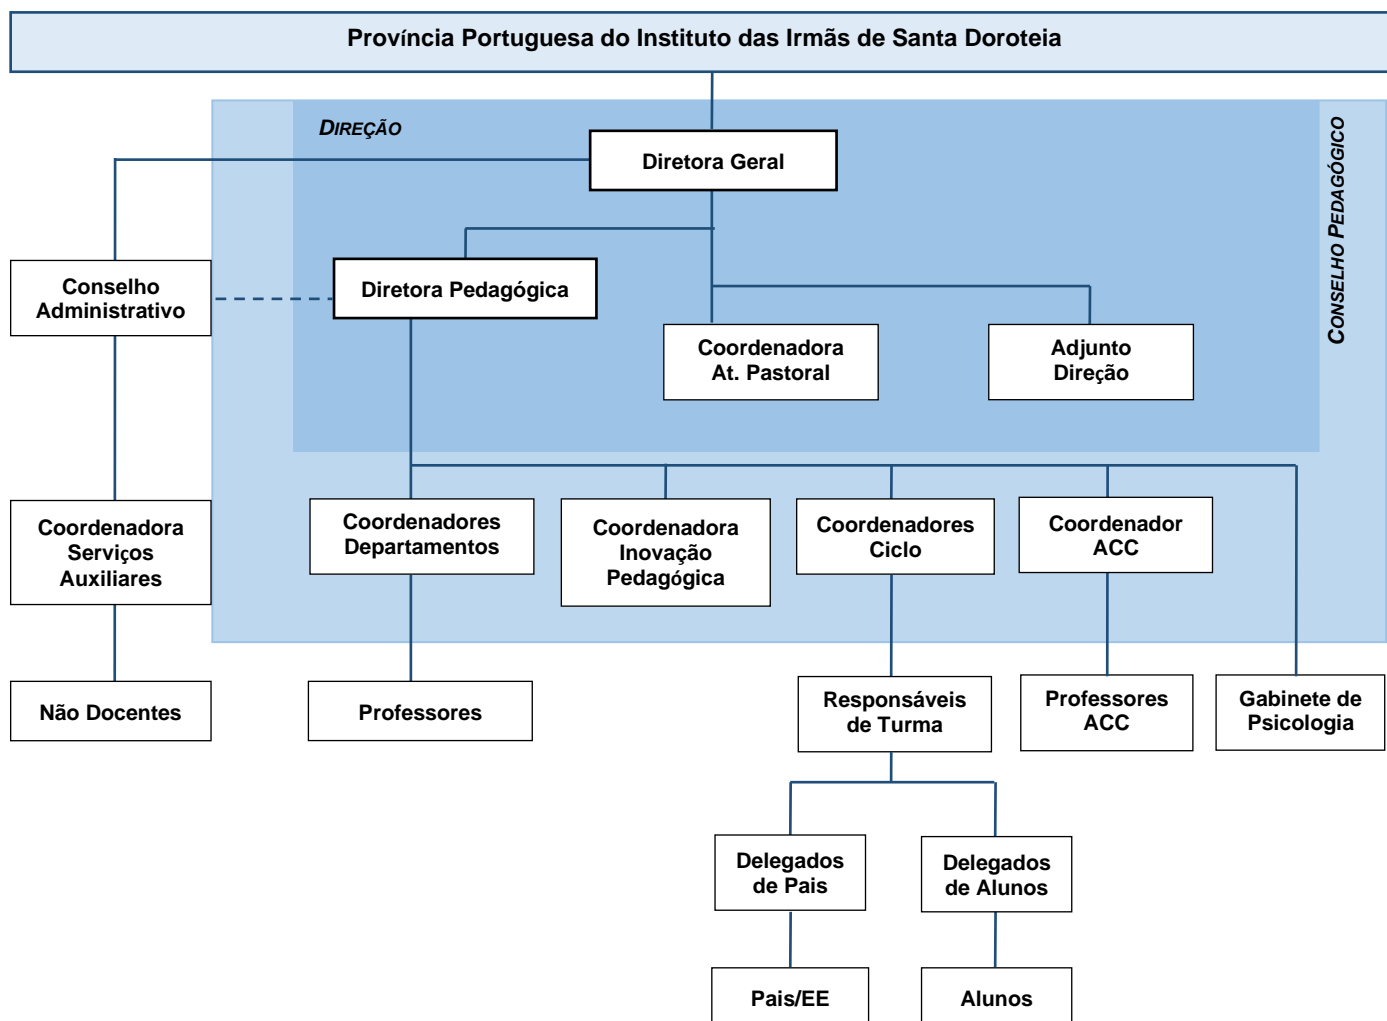 Província Portuguesa do Instituto das Irmãs de Santa Doroteia
DIREÇÃO
CONSELHO PEDAGÓGICO
Diretora Geral
Conselho
Administrativo
Diretora Pedagógica
Coordenadora
At. Pastoral
Adjunto
Direção
Coordenadora
Serviços
Auxiliares
Coordenadores
Departamentos
Coordenadora
Inovação
Pedagógica
Coordenadores
Ciclo
Coordenador
ACC
Não Docentes
Professores
Responsáveis
de Turma
Professores
ACC
Gabinete de
Psicologia
Delegados
de Pais
Delegados
de Alunos
Pais/EE
Alunos